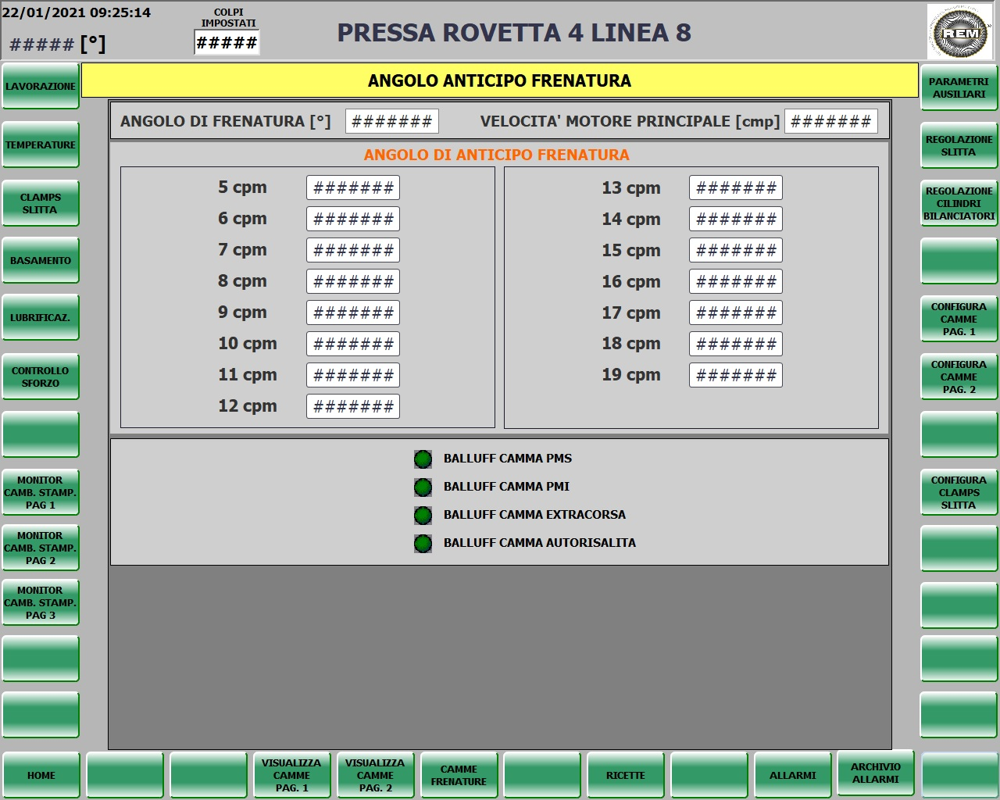 22/01/2021 09:25:14
##### [°]
COLPI
IMPOSTATI
#####
PRESSA ROVETTA 4 LINEA 8
REM
ANGOLO ANTICIPO FRENATURA
ANGOLO DI FRENATURA [°] ####### VELOCITA' MOTORE PRINCIPALE [cmp] #######
ANGOLO DI ANTICIPO FRENATURA
5 cpm #######
6 cpm #######
7 cpm #######
8 cpm #######
9 cpm #######
10 cpm #######
11 cpm #######
12 cpm #######
13 cpm #######
14 cpm #######
15 cpm #######
16 cpm #######
17 cpm #######
18 cpm #######
19 cpm #######
BALLUFF CAMMA PMS
BALLUFF CAMMA PMI
BALLUFF CAMMA EXTRACORSA
BALLUFF CAMMA AUTORISALITA
LAVORAZIONE
TEMPERATURE
CLAMPS
SLITTA
BASAMENTO
LUBRIFICAZ.
CONTROLLO
SFORZO
MONITOR
CAMB. STAMP.
PAG 1
MONITOR
CAMB. STAMP.
PAG 2
MONITOR
CAMB. STAMP.
PAG 3
PARAMETRI
AUSILIARI
REGOLAZIONE
SLITTA
REGOLAZIONE
CILINDRI
BILANCIATORI
CONFIGURA
CAMME
PAG. 1
CONFIGURA
CAMME
PAG. 2
CONFIGURA
CLAMPS
SLITTA
HOME
VISUALIZZA
CAMME
PAG. 1
VISUALIZZA
CAMME
PAG. 2
CAMME
FRENATURE
RICETTE
ALLARMI
ARCHIVIO
ALLARMI